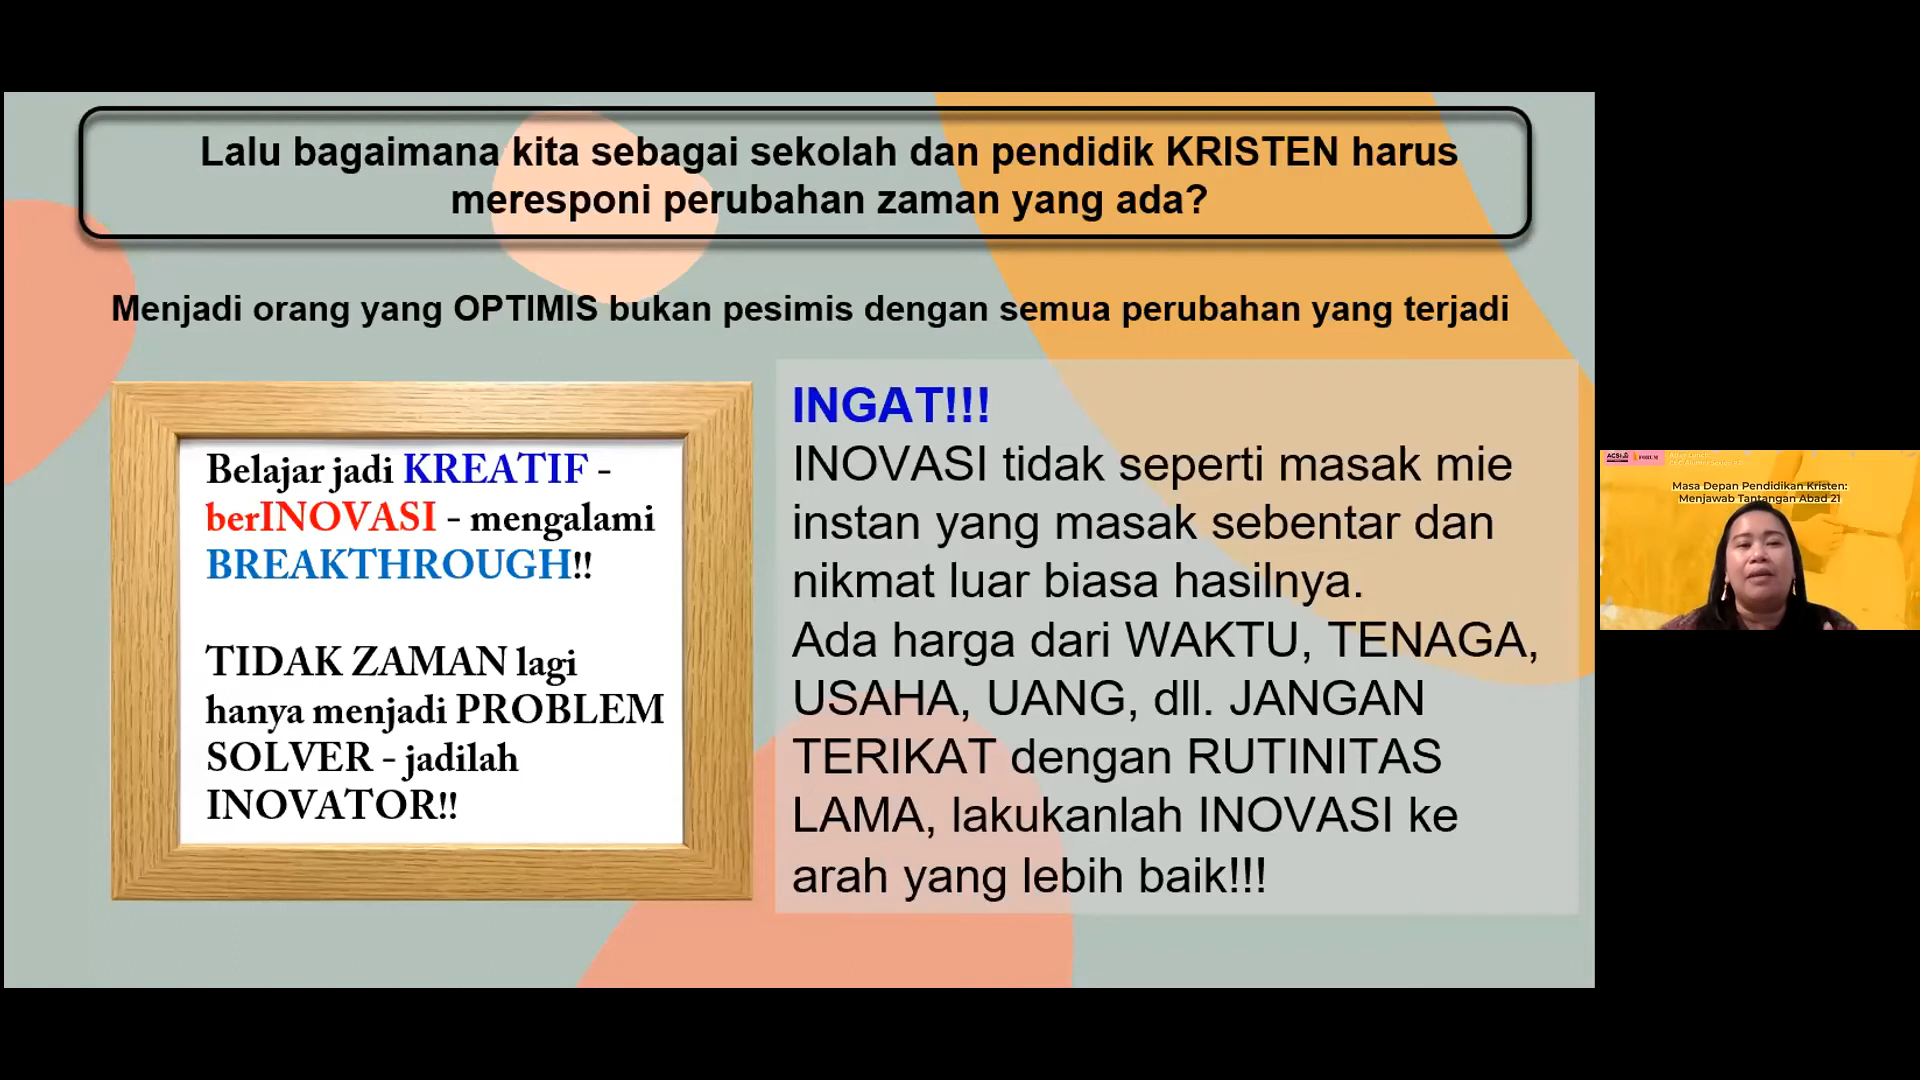 Lalu bagaimana kita sebagai sekolah dan pendidik KRISTEN harus
meresponi perubahan zaman yang ada?
Menjadi orang yang OPTIMIS bukan pesimis dengan semua perubahan yang terjadi
Belajar jadi KREATIF -
berINOVASI - mengalami
BREAKTHROUGH!!
TIDAK ZAMAN lagi
hanya menjadi PROBLEM
SOLVER - jadilah
INOVATOR!!
INGAT!!!
INOVASI tidak seperti masak mie
instan yang masak sebentar dan
nikmat luar biasa hasilnya.
Ada harga dari WAKTU, TENAGA,
USAHA, UANG, dll. JANGAN
TERIKAT dengan RUTINITAS
LAMA, lakukanlah INOVASI ke
arah yang lebih baik!!!
ACSI
FORUM
Masa Depan Pendidikan Kristen:
Menjawab Tantangan Abad 21